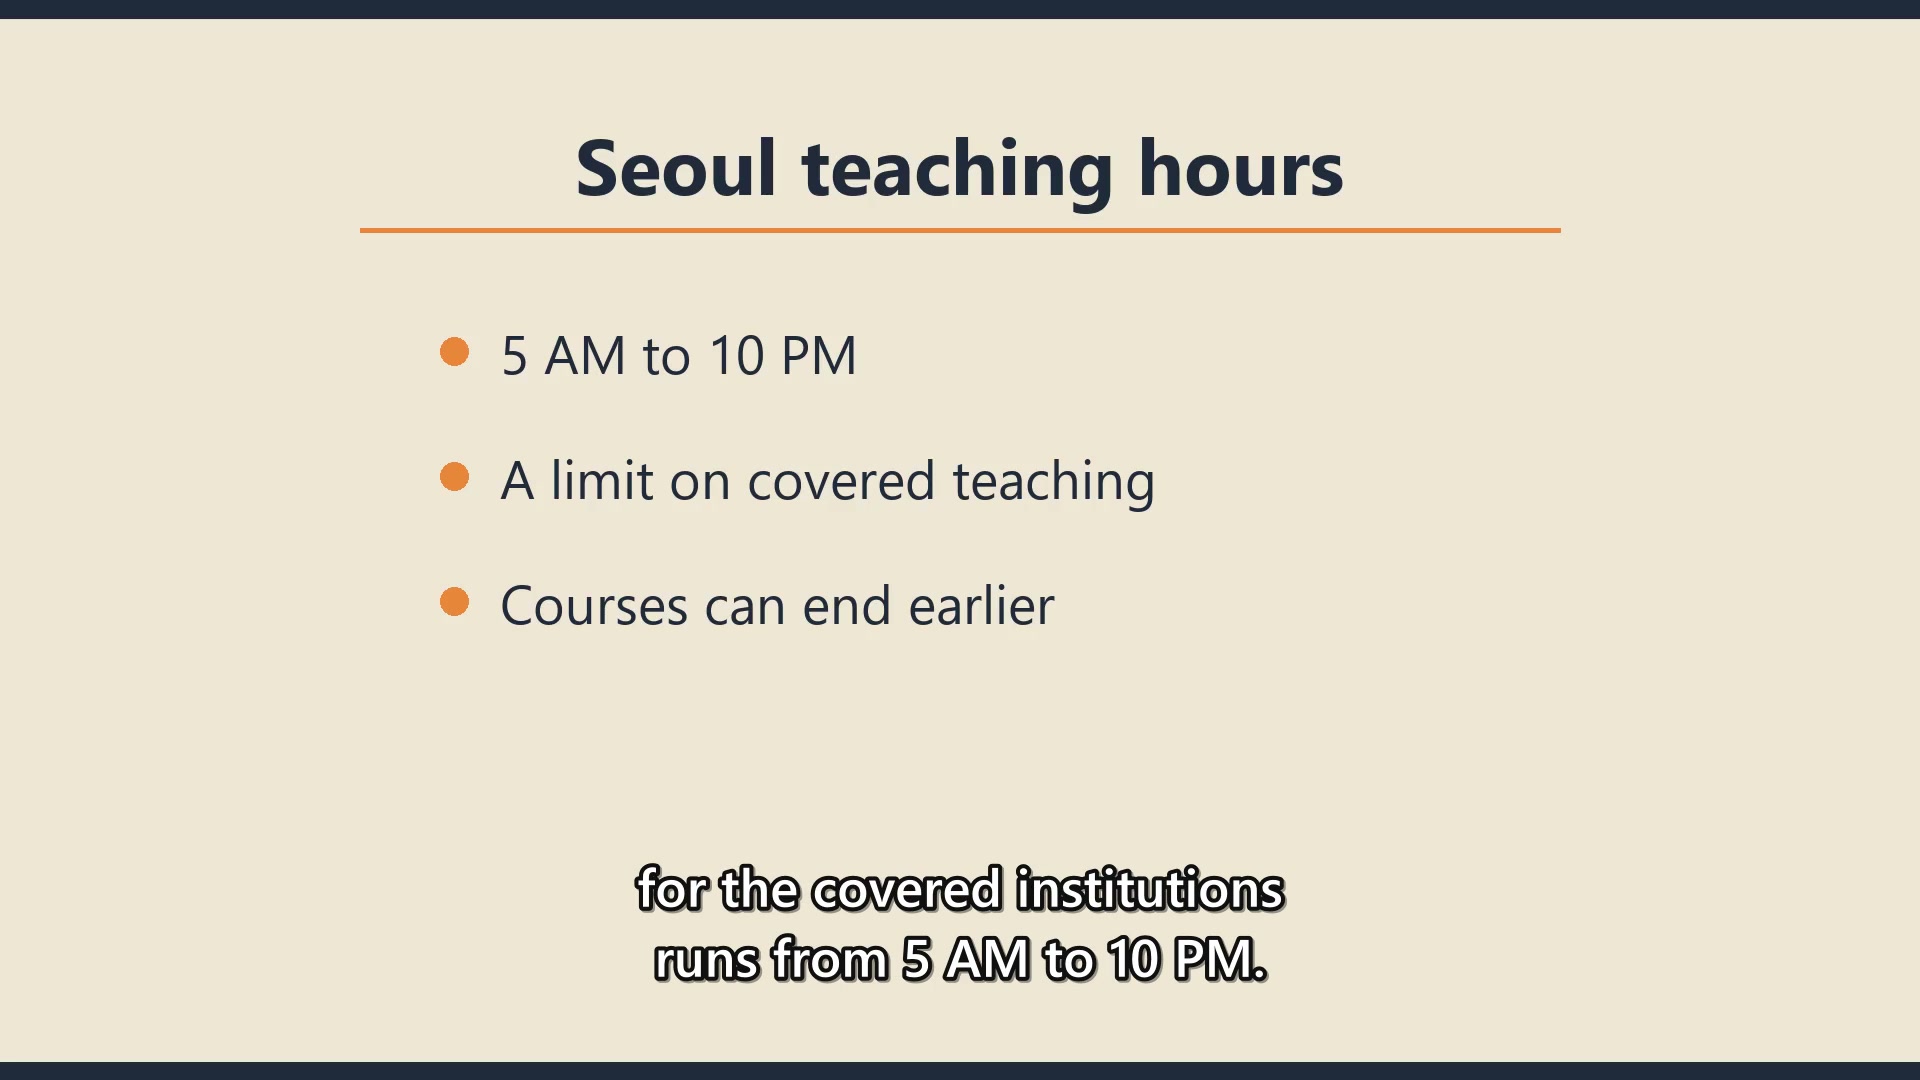 Seoul teaching hours
5 AM to 10 PM
A limit on covered teaching
Courses can end earlier
for the covered institutions
runs from 5 AM to 10 PM.